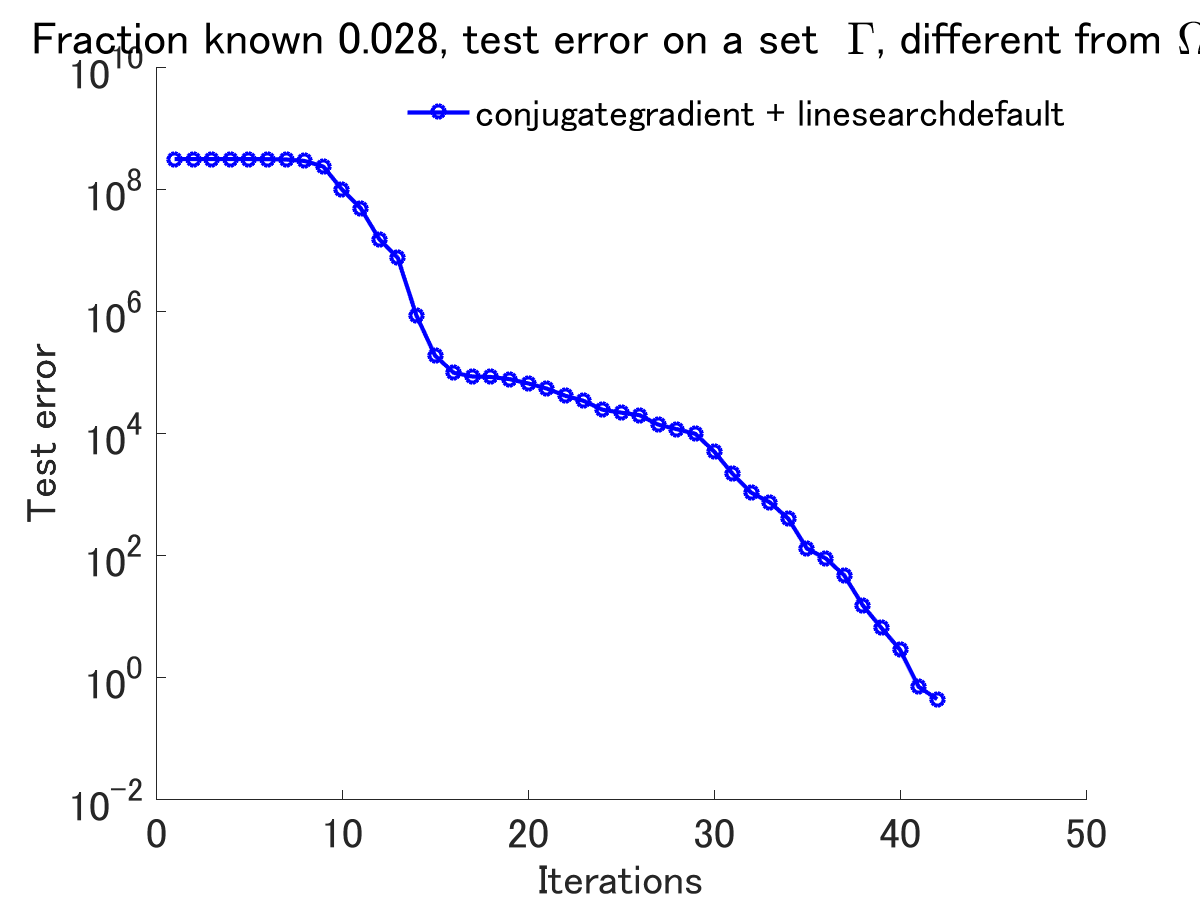 Fraction known 0.028, test error on a set Γ, different from Ω
10^10
conjugategradient + linesearchdefault
10^8
10^6
10^4
10^2
10^0
10^−2
Test error
0 10 20 30 40 50
Iterations